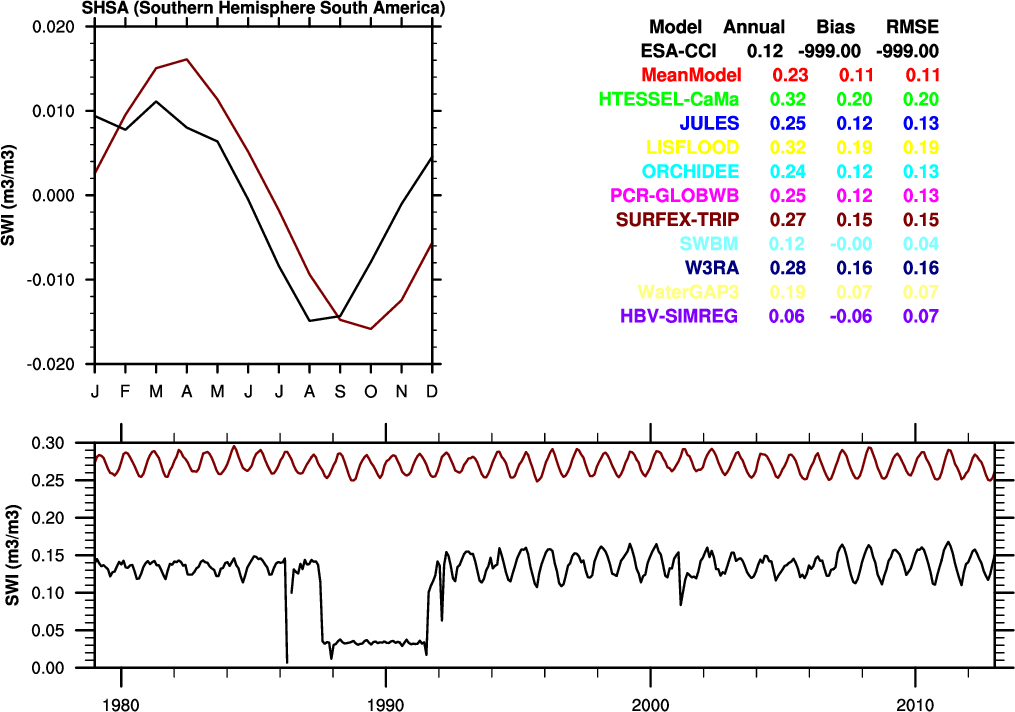 SHSA (Southern Hemisphere South America)
0.020
0.010
0.000
-0.010
-0.020
SWI (m3/m3)
J F M A M J J A S O N D
Model Annual Bias RMSE
ESA-CCI 0.12 -999.00 -999.00
MeanModel 0.23 0.11 0.11
HTESSEL-CaMa 0.32 0.20 0.20
JULES 0.25 0.12 0.13
LISFLOOD 0.32 0.19 0.19
ORCHIDEE 0.24 0.12 0.13
PCR-GLOBWB 0.25 0.12 0.13
SURFEX-TRIP 0.27 0.15 0.15
SWBM 0.12 -0.00 0.04
W3RA 0.28 0.16 0.16
WaterGAP3 0.19 0.07 0.07
HBV-SIMREG 0.06 -0.06 0.07
0.30
0.25
0.20
0.15
0.10
0.05
0.00
SWI (m3/m3)
1980 1990 2000 2010